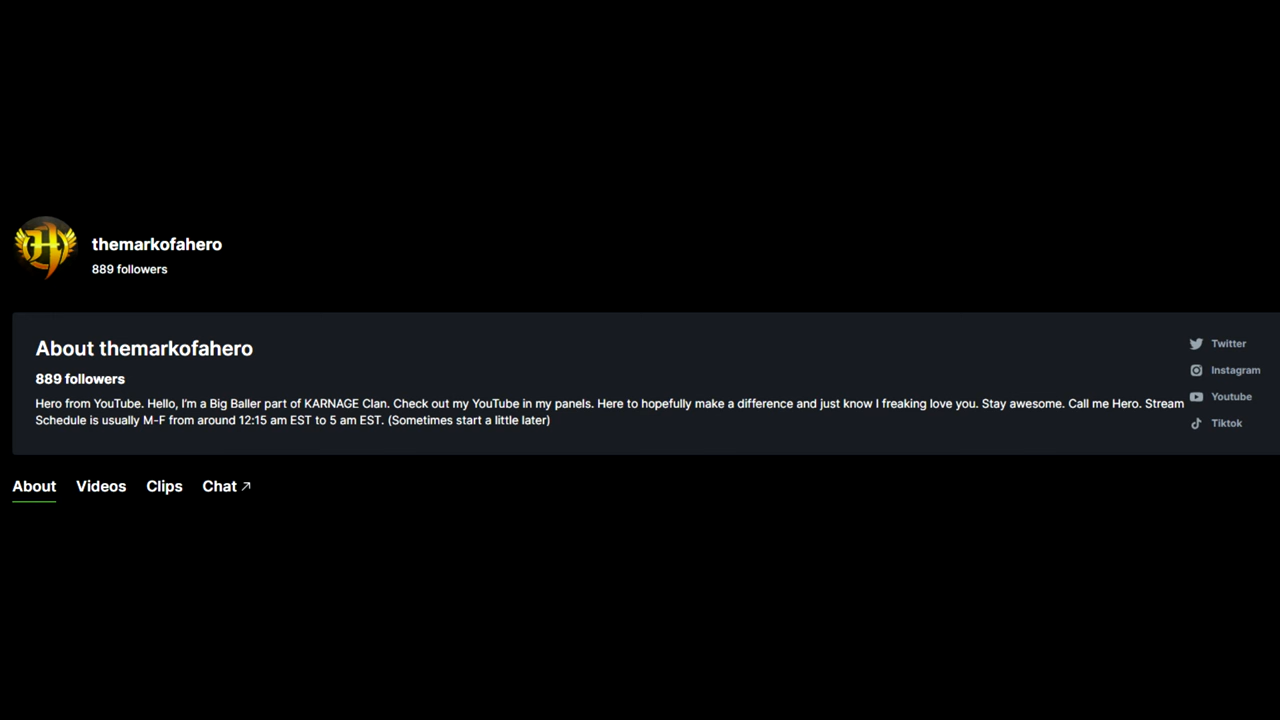 themarkofahero
889 followers
About themarkofahero
889 followers
Hero from YouTube. Hello, I'm a Big Baller part of KARNAGE Clan. Check out my YouTube in my panels. Here to hopefully make a difference and just know I freaking love you. Stay awesome. Call me Hero. Stream
Schedule is usually M-F from around 12:15 am EST to 5 am EST. (Sometimes start a little later)
Twitter
Instagram
Youtube
Tiktok
About Videos Clips Chat